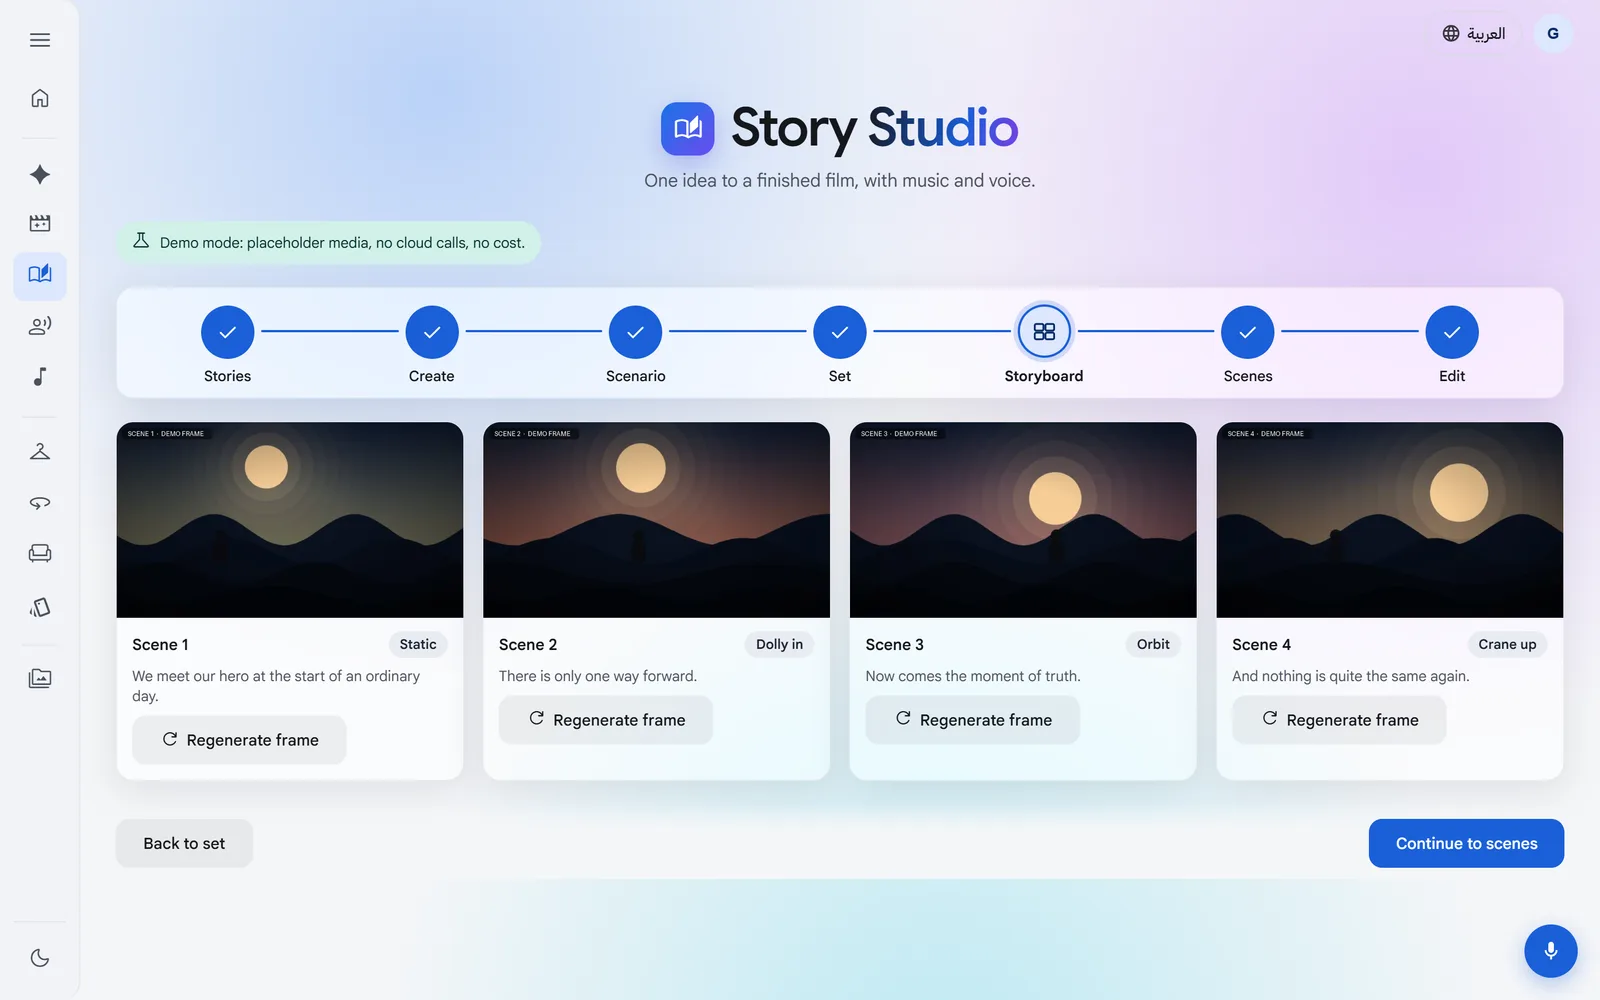 العربية
G
Story Studio
One idea to a finished film, with music and voice.
Demo mode: placeholder media, no cloud calls, no cost.
Stories
Create
Scenario
Set
Storyboard
Scenes
Edit
SCENE 1 · DEMO FRAME
SCENE 2 · DEMO FRAME
SCENE 3 · DEMO FRAME
SCENE 4 · DEMO FRAME
Scene 1
Static
We meet our hero at the start of an ordinary
day.
Regenerate frame
Scene 2
Dolly in
There is only one way forward.
Regenerate frame
Scene 3
Orbit
Now comes the moment of truth.
Regenerate frame
Scene 4
Crane up
And nothing is quite the same again.
Regenerate frame
Back to set
Continue to scenes